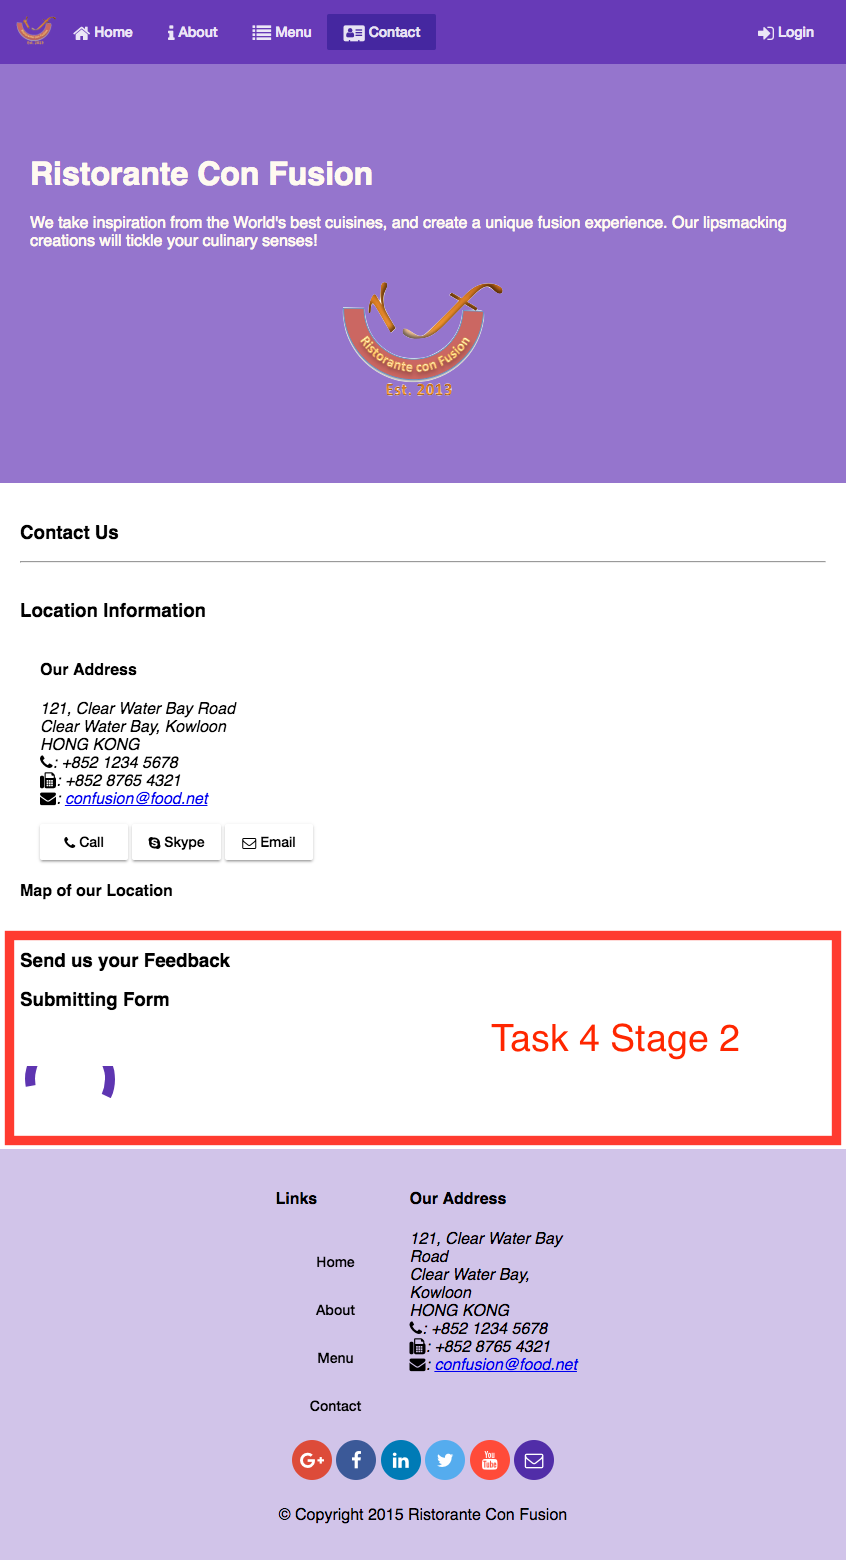 Home About Menu Contact Login
Ristorante Con Fusion
We take inspiration from the World's best cuisines, and create a unique fusion experience. Our lipsmacking
creations will tickle your culinary senses!
Ristorante con Fusion
Est. 2013
Contact Us
Location Information
Our Address
121, Clear Water Bay Road
Clear Water Bay, Kowloon
HONG KONG
: +852 1234 5678
: +852 8765 4321
: confusion@food.net
Call Skype Email
Map of our Location
Send us your Feedback
Submitting Form
Task 4 Stage 2
Links
Home
About
Menu
Contact
Our Address
121, Clear Water Bay
Road
Clear Water Bay,
Kowloon
HONG KONG
: +852 1234 5678
: +852 8765 4321
: confusion@food.net
G+ f in You Tube
© Copyright 2015 Ristorante Con Fusion